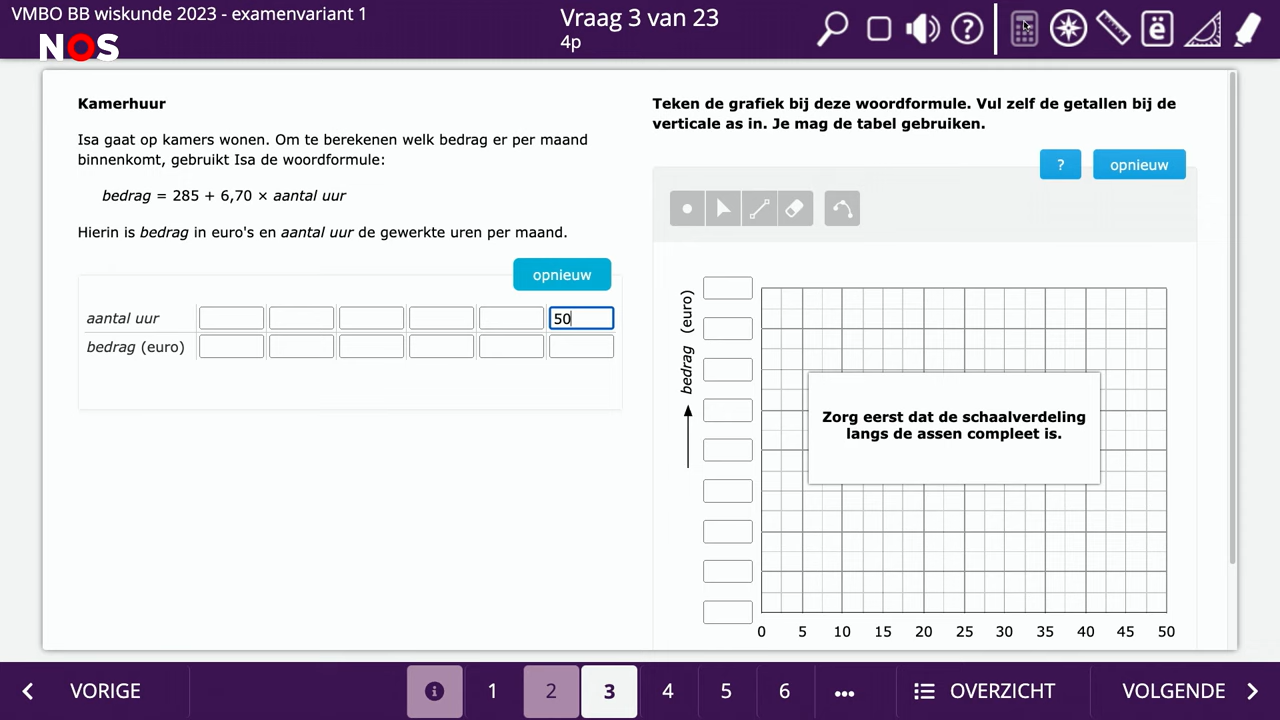 VMBO BB wiskunde 2023 - examenvariant 1
NOS
Vraag 3 van 23
4p
?
ë
Kamerhuur
Isa gaat op kamers wonen. Om te berekenen welk bedrag er per maand
binnenkomt, gebruikt Isa de woordformule:
bedrag = 285 + 6,70 × aantal uur
Hierin is bedrag in euro's en aantal uur de gewerkte uren per maand.
opnieuw
aantal uur 50
bedrag (euro)
Teken de grafiek bij deze woordformule. Vul zelf de getallen bij de
verticale as in. Je mag de tabel gebruiken.
? opnieuw
bedrag (euro)
Zorg eerst dat de schaalverdeling
langs de assen compleet is.
0 5 10 15 20 25 30 35 40 45 50
VORIGE i 1 2 3 4 5 6 ... OVERZICHT VOLGENDE